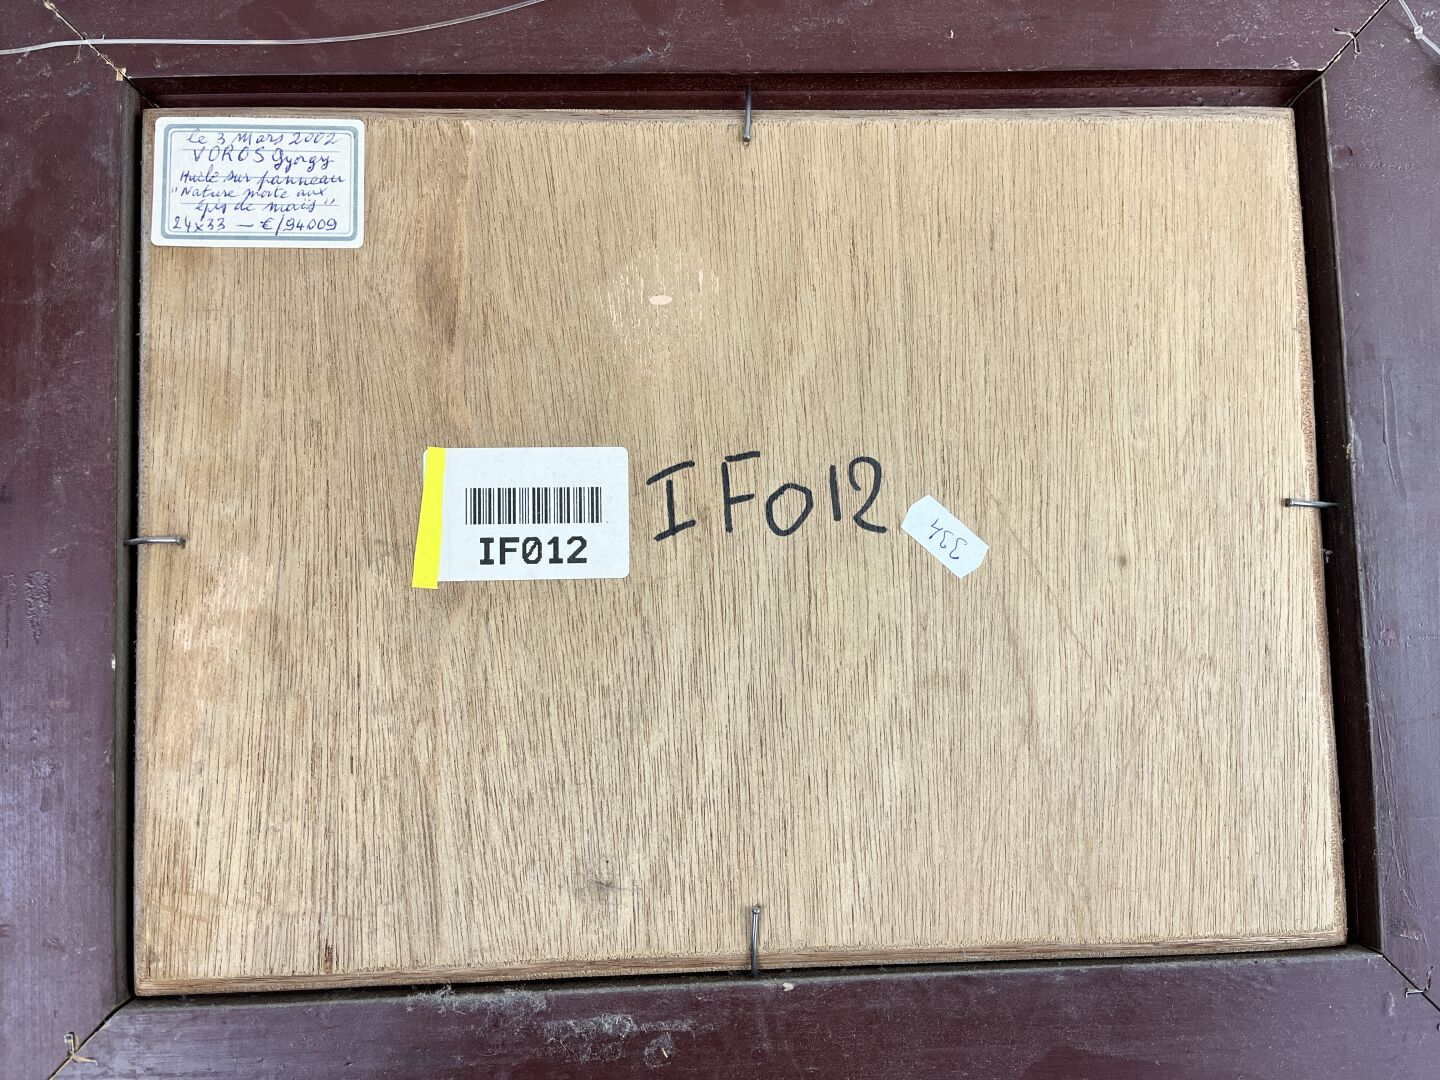 le 3 Mars 2002
VOROS Gyorgy
Huile sur panneau
"Nature morte aux
épis de maïs"
24x33 — €/94009
IF012
IF012
334